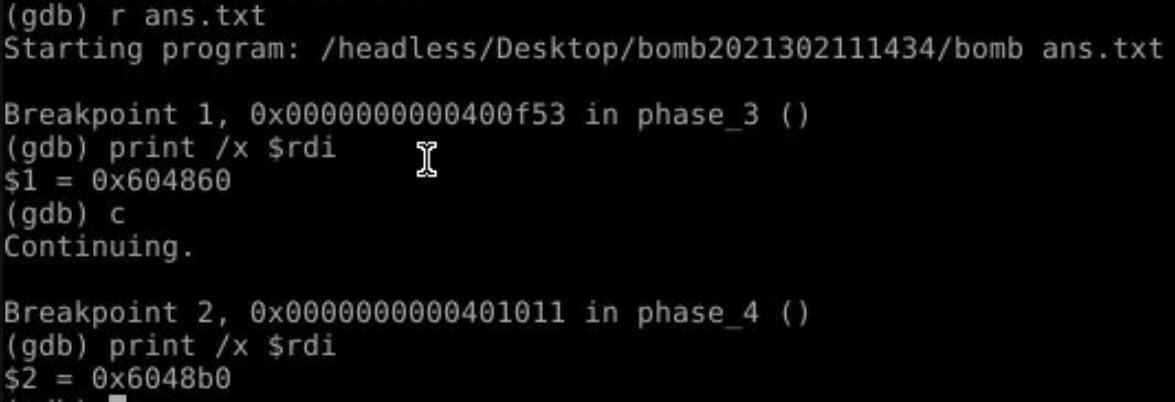 (gdb) r ans.txt
Starting program: /headless/Desktop/bomb2021302111434/bomb ans.txt
Breakpoint 1, 0x0000000000400f53 in phase_3 ()
(gdb) print /x $rdi
$1 = 0x604860
(gdb) c
Continuing.
Breakpoint 2, 0x0000000000401011 in phase_4 ()
(gdb) print /x $rdi
$2 = 0x6048b0